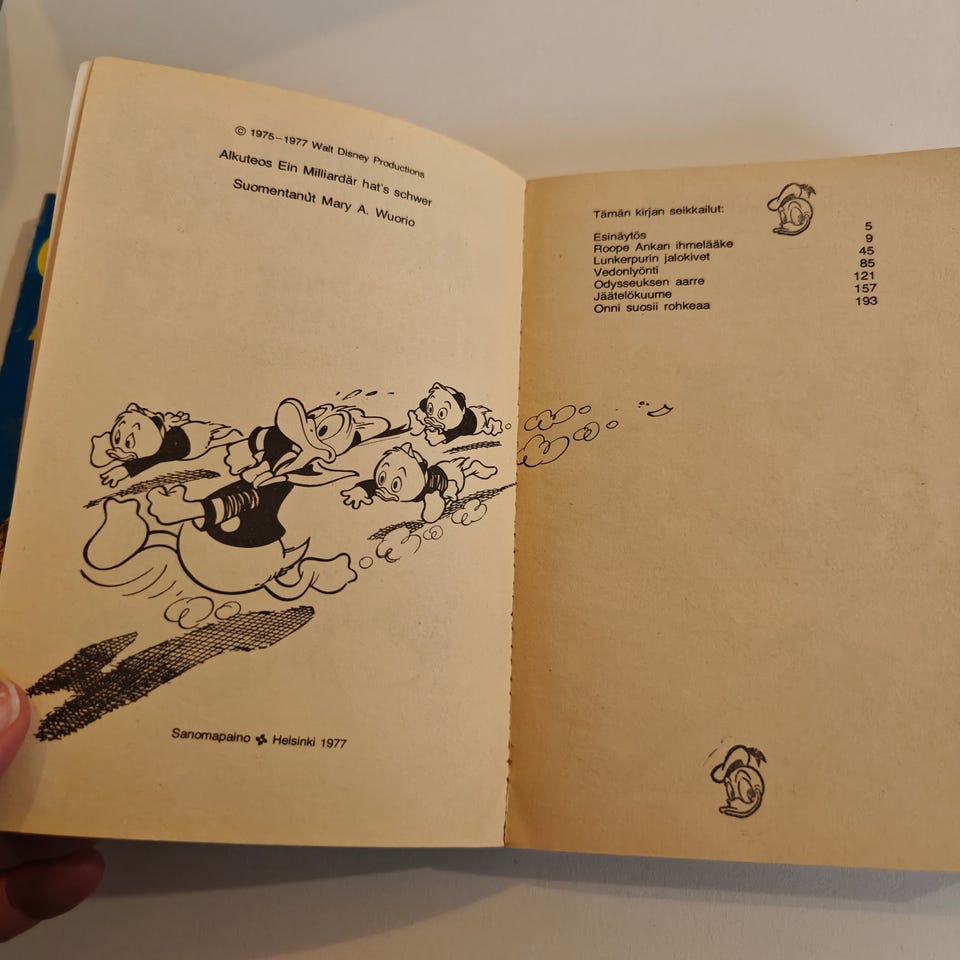 © 1975–1977 Walt Disney Productions
Alkuteos Ein Milliardär hat's schwer
Suomentanut Mary A. Wuorio
Sanomapaino ✤ Helsinki 1977
Tämän kirjan seikkailut:
Esinäytös 5
Roope Ankan ihmelääke 9
Lunkerpurin jalokivet 45
Vedonlyönti 85
Odysseuksen aarre 121
Jäätelökuume 157
Onni suosii rohkeaa 193